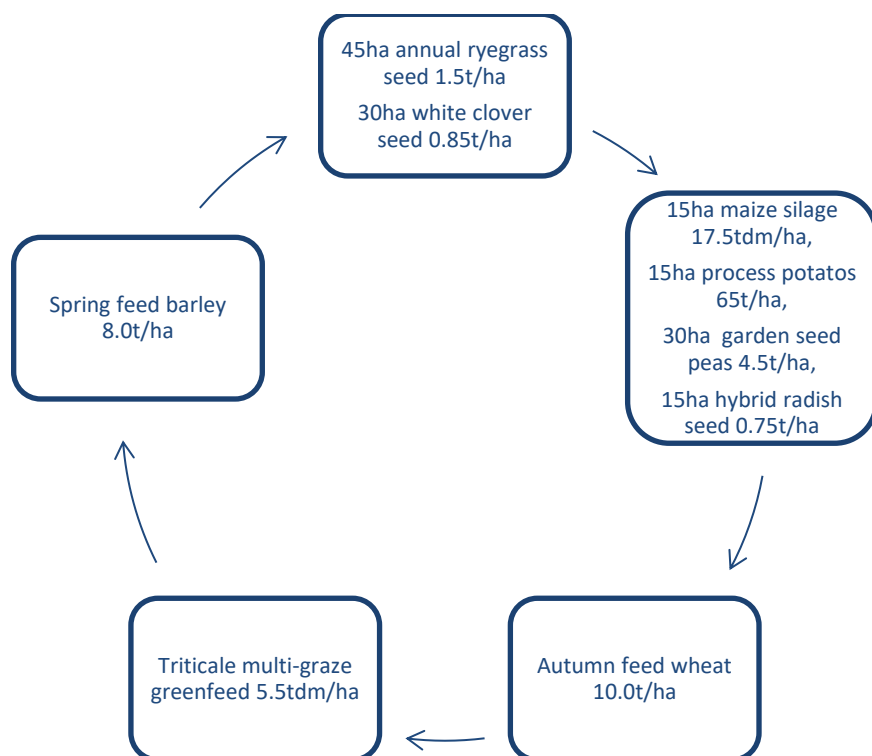 45ha annual ryegrass
seed 1.5t/ha
30ha white clover
seed 0.85t/ha
15ha maize silage
17.5tdm/ha,
15ha process potatos
65t/ha,
30ha garden seed
peas 4.5t/ha,
15ha hybrid radish
seed 0.75t/ha
Autumn feed wheat
10.0t/ha
Triticale multi-graze
greenfeed 5.5tdm/ha
Spring feed barley
8.0t/ha